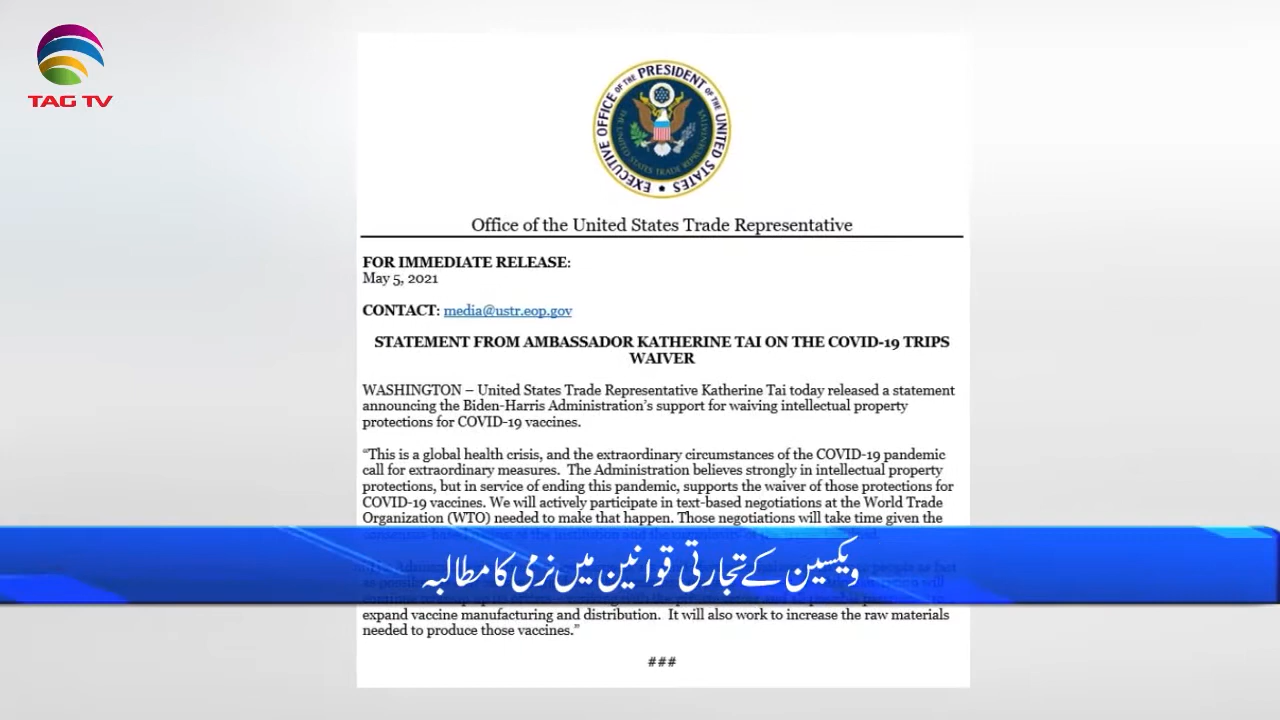 TAG TV
EXECUTIVE OFFICE OF THE PRESIDENT OF THE UNITED STATES
THE UNITED STATES TRADE REPRESENTATIVE
Office of the United States Trade Representative
FOR IMMEDIATE RELEASE:
May 5, 2021
CONTACT: media@ustr.eop.gov
STATEMENT FROM AMBASSADOR KATHERINE TAI ON THE COVID-19 TRIPS
WAIVER
WASHINGTON – United States Trade Representative Katherine Tai today released a statement
announcing the Biden-Harris Administration's support for waiving intellectual property
protections for COVID-19 vaccines.
“This is a global health crisis, and the extraordinary circumstances of the COVID-19 pandemic
call for extraordinary measures. The Administration believes strongly in intellectual property
protections, but in service of ending this pandemic, supports the waiver of those protections for
COVID-19 vaccines. We will actively participate in text-based negotiations at the World Trade
Organization (WTO) needed to make that happen. Those negotiations will take time given the
ویکسین کے تجارتی قوانین میں نرمی کا مطالبہ
expand vaccine manufacturing and distribution. It will also work to increase the raw materials
needed to produce those vaccines.”
###